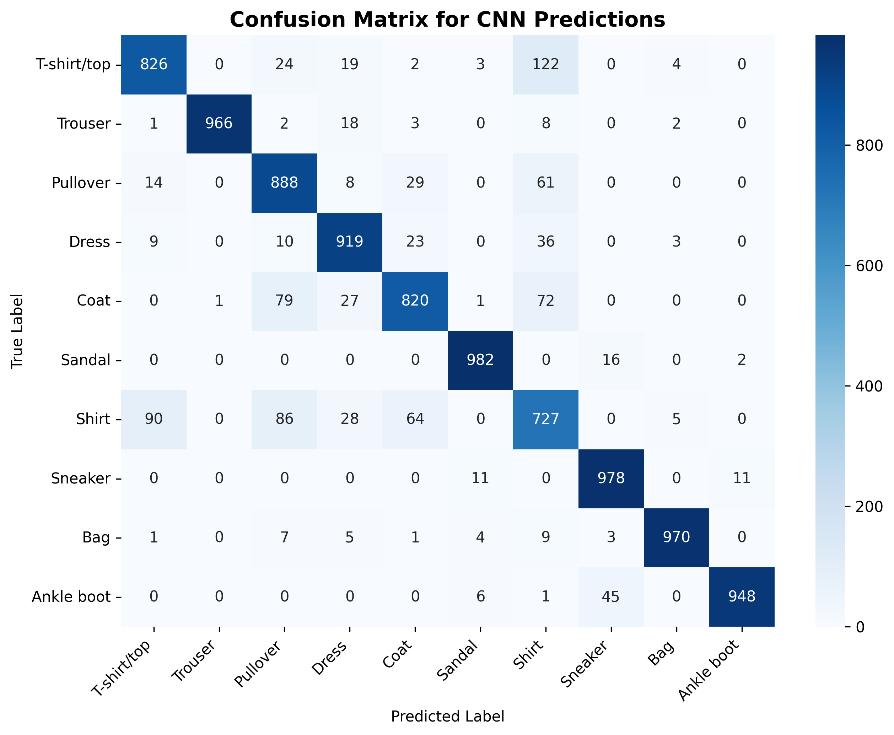 Confusion Matrix for CNN Predictions
T-shirt/top 826 0 24 19 2 3 122 0 4 0
Trouser 1 966 2 18 3 0 8 0 2 0
Pullover 14 0 888 8 29 0 61 0 0 0
Dress 9 0 10 919 23 0 36 0 3 0
Coat 0 1 79 27 820 1 72 0 0 0
Sandal 0 0 0 0 0 982 0 16 0 2
Shirt 90 0 86 28 64 0 727 0 5 0
Sneaker 0 0 0 0 0 11 0 978 0 11
Bag 1 0 7 5 1 4 9 3 970 0
Ankle boot 0 0 0 0 0 6 1 45 0 948
True Label
T-shirt/top Trouser Pullover Dress Coat Sandal Shirt Sneaker Bag Ankle boot
Predicted Label
800
600
400
200
0